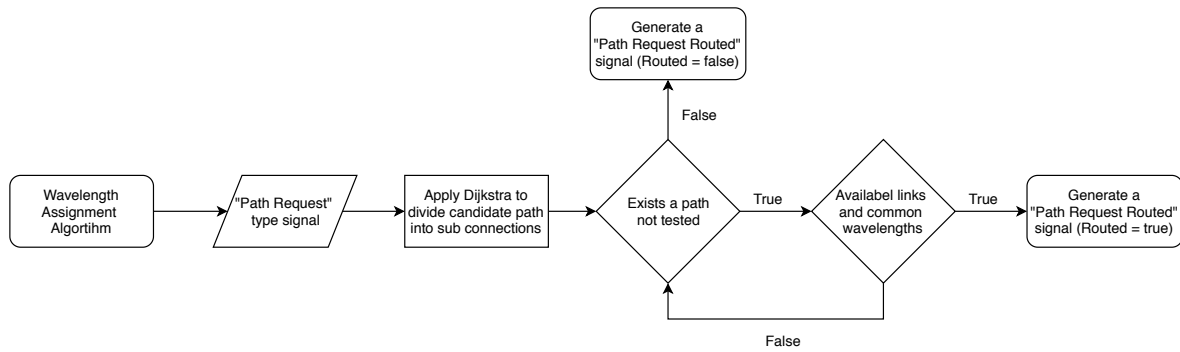 Generate a
"Path Request Routed"
signal (Routed = false)
False
Wavelength
Assignment
Algortihm
"Path Request"
type signal
Apply Dijkstra to
divide candidate path
into sub connections
Exists a path
not tested
True
Availabel links
and common
wavelengths
True
Generate a
"Path Request Routed"
signal (Routed = true)
False